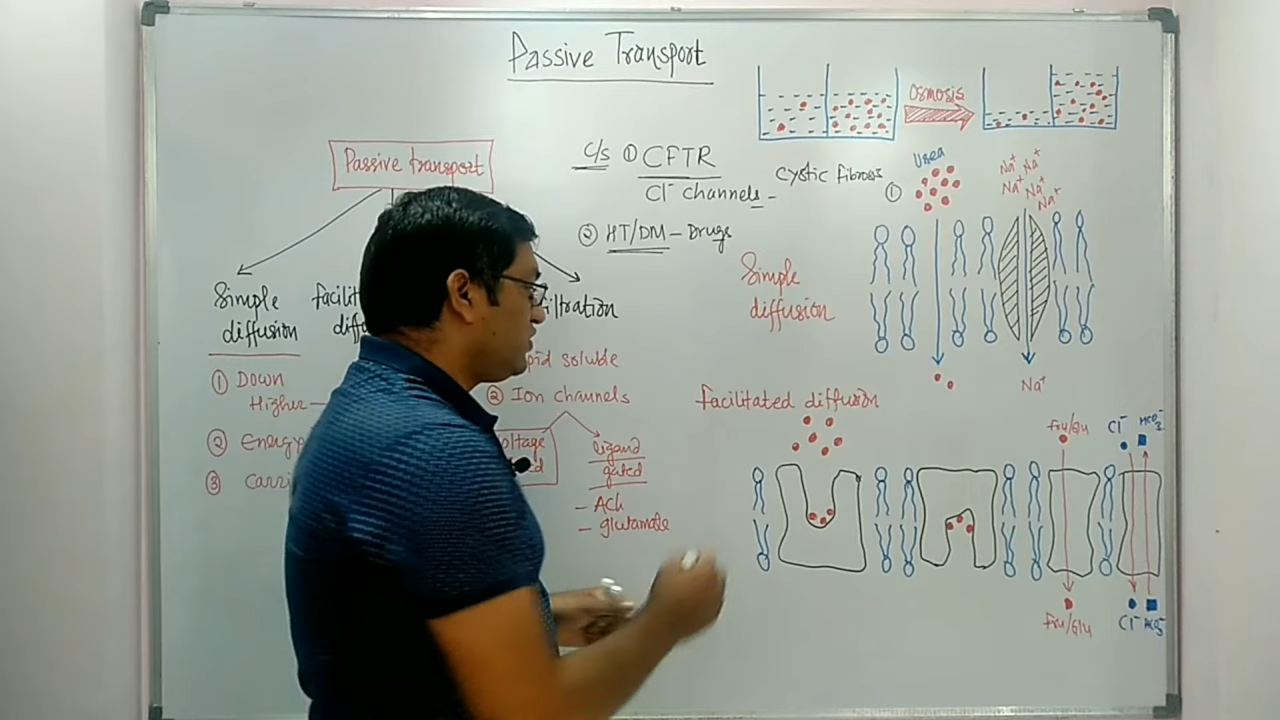 Passive Transport
Passive transport
Simple
diffusion
① Down
Higher
② Energy
③
ltration
soluble
② Ion channels
ligand
gated
- Ach
- glutamate
C/s ① CFTR
Cl⁻ channels -
cystic fibrosis
② HT/DM - Drugs
Osmosis
Simple
diffusion
①
Urea
Na⁺ Na⁺
Na⁺ Na⁺
Na⁺
Na⁺
facilitated diffusion
fru/Glu
Cl⁻ HCO₃⁻
fru/Glu
Cl⁻ HCO₃⁻